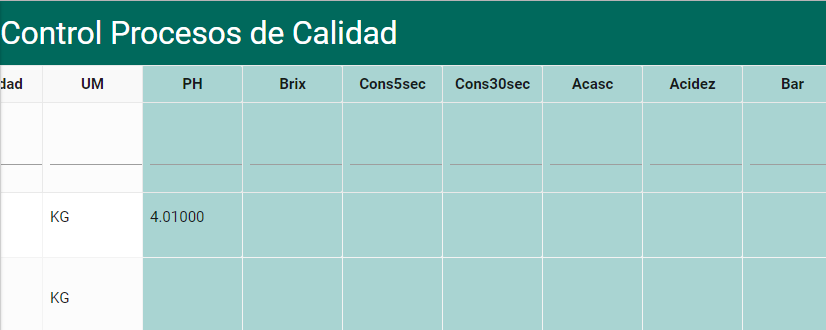 Control Procesos de Calidad
dad UM PH Brix Cons5sec Cons30sec Acasc Acidez Bar
KG 4.01000
KG